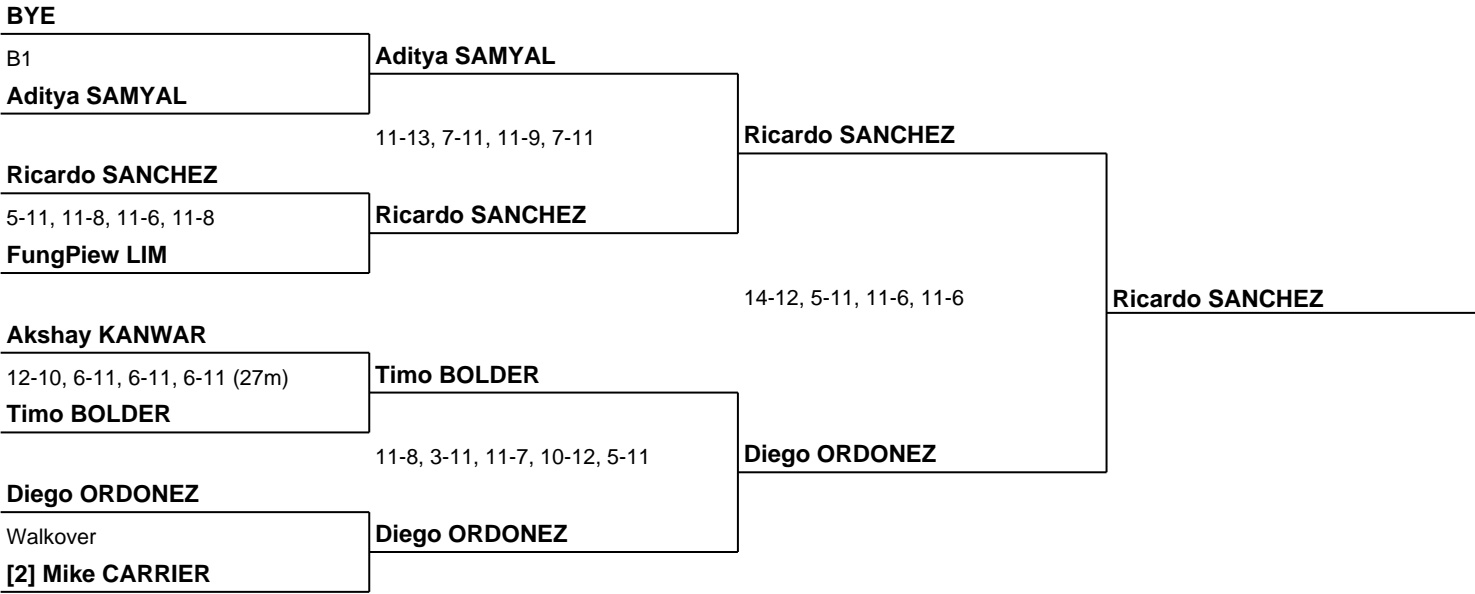 BYE
B1
Aditya SAMYAL
Aditya SAMYAL
11-13, 7-11, 11-9, 7-11
Ricardo SANCHEZ
Ricardo SANCHEZ
5-11, 11-8, 11-6, 11-8
Ricardo SANCHEZ
FungPiew LIM
14-12, 5-11, 11-6, 11-6
Ricardo SANCHEZ
Akshay KANWAR
12-10, 6-11, 6-11, 6-11 (27m)
Timo BOLDER
Timo BOLDER
11-8, 3-11, 11-7, 10-12, 5-11
Diego ORDONEZ
Diego ORDONEZ
Walkover
Diego ORDONEZ
[2] Mike CARRIER